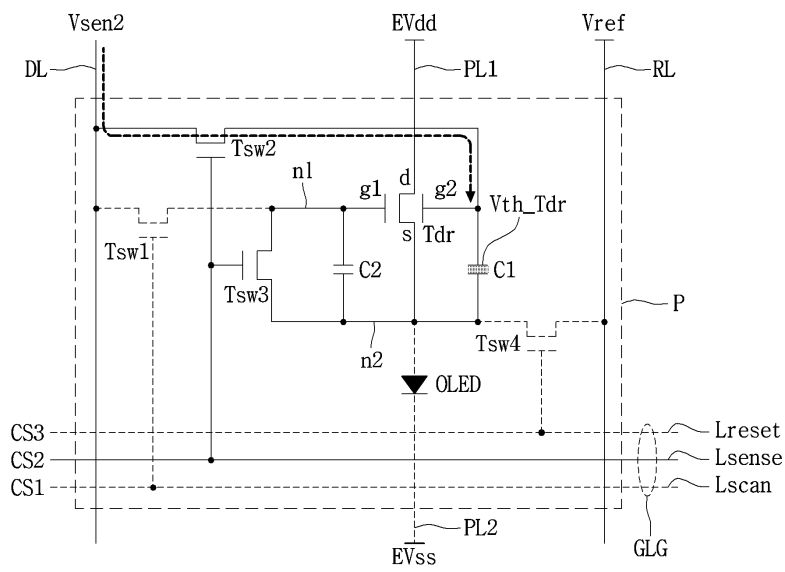 Vsen2 EVdd Vref
DL PL1 RL
Tsw2
n1 g1 d g2 Vth_Tdr
s Tdr
Tsw1
Tsw3 C2 C1
P
n2 Tsw4
OLED
CS3 Lreset
CS2 Lsense
CS1 Lscan
PL2 GLG
EVss